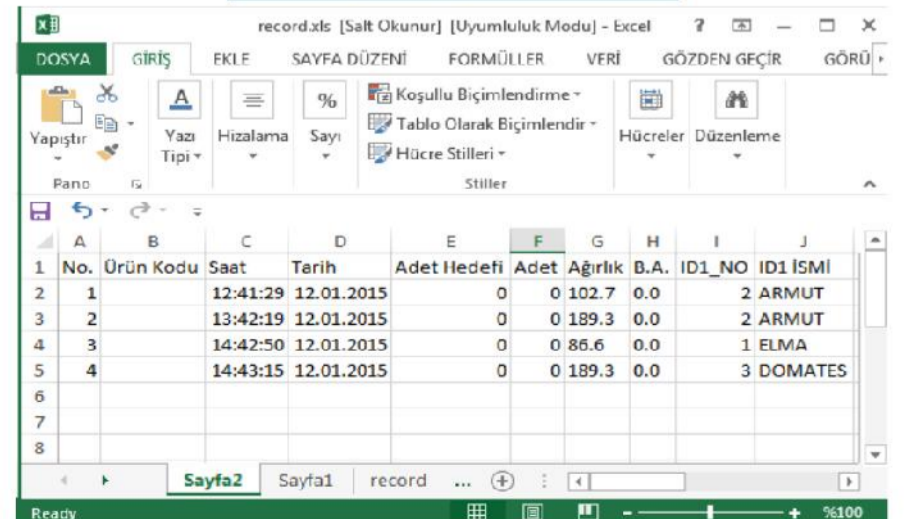 record.xls [Salt Okunur] [Uyumluluk Modu] - Excel
DOSYA GİRİŞ EKLE SAYFA DÜZENİ FORMÜLLER VERİ GÖZDEN GEÇİR GÖRÜ
Koşullu Biçimlendirme
Tablo Olarak Biçimlendir
Hücre Stilleri
Yapıştır Yazı Tipi Hizalama Sayı Hücreler Düzenleme
Pano Stiller
A B C D E F G H I J
1 No. Ürün Kodu Saat Tarih Adet Hedefi Adet Ağırlık B.A. ID1_NO ID1 İSMİ
2 1 12:41:29 12.01.2015 0 0 102.7 0.0 2 ARMUT
3 2 13:42:19 12.01.2015 0 0 189.3 0.0 2 ARMUT
4 3 14:42:50 12.01.2015 0 0 86.6 0.0 1 ELMA
5 4 14:43:15 12.01.2015 0 0 189.3 0.0 3 DOMATES
6
7
8
Sayfa2 Sayfa1 record ...
Ready %100